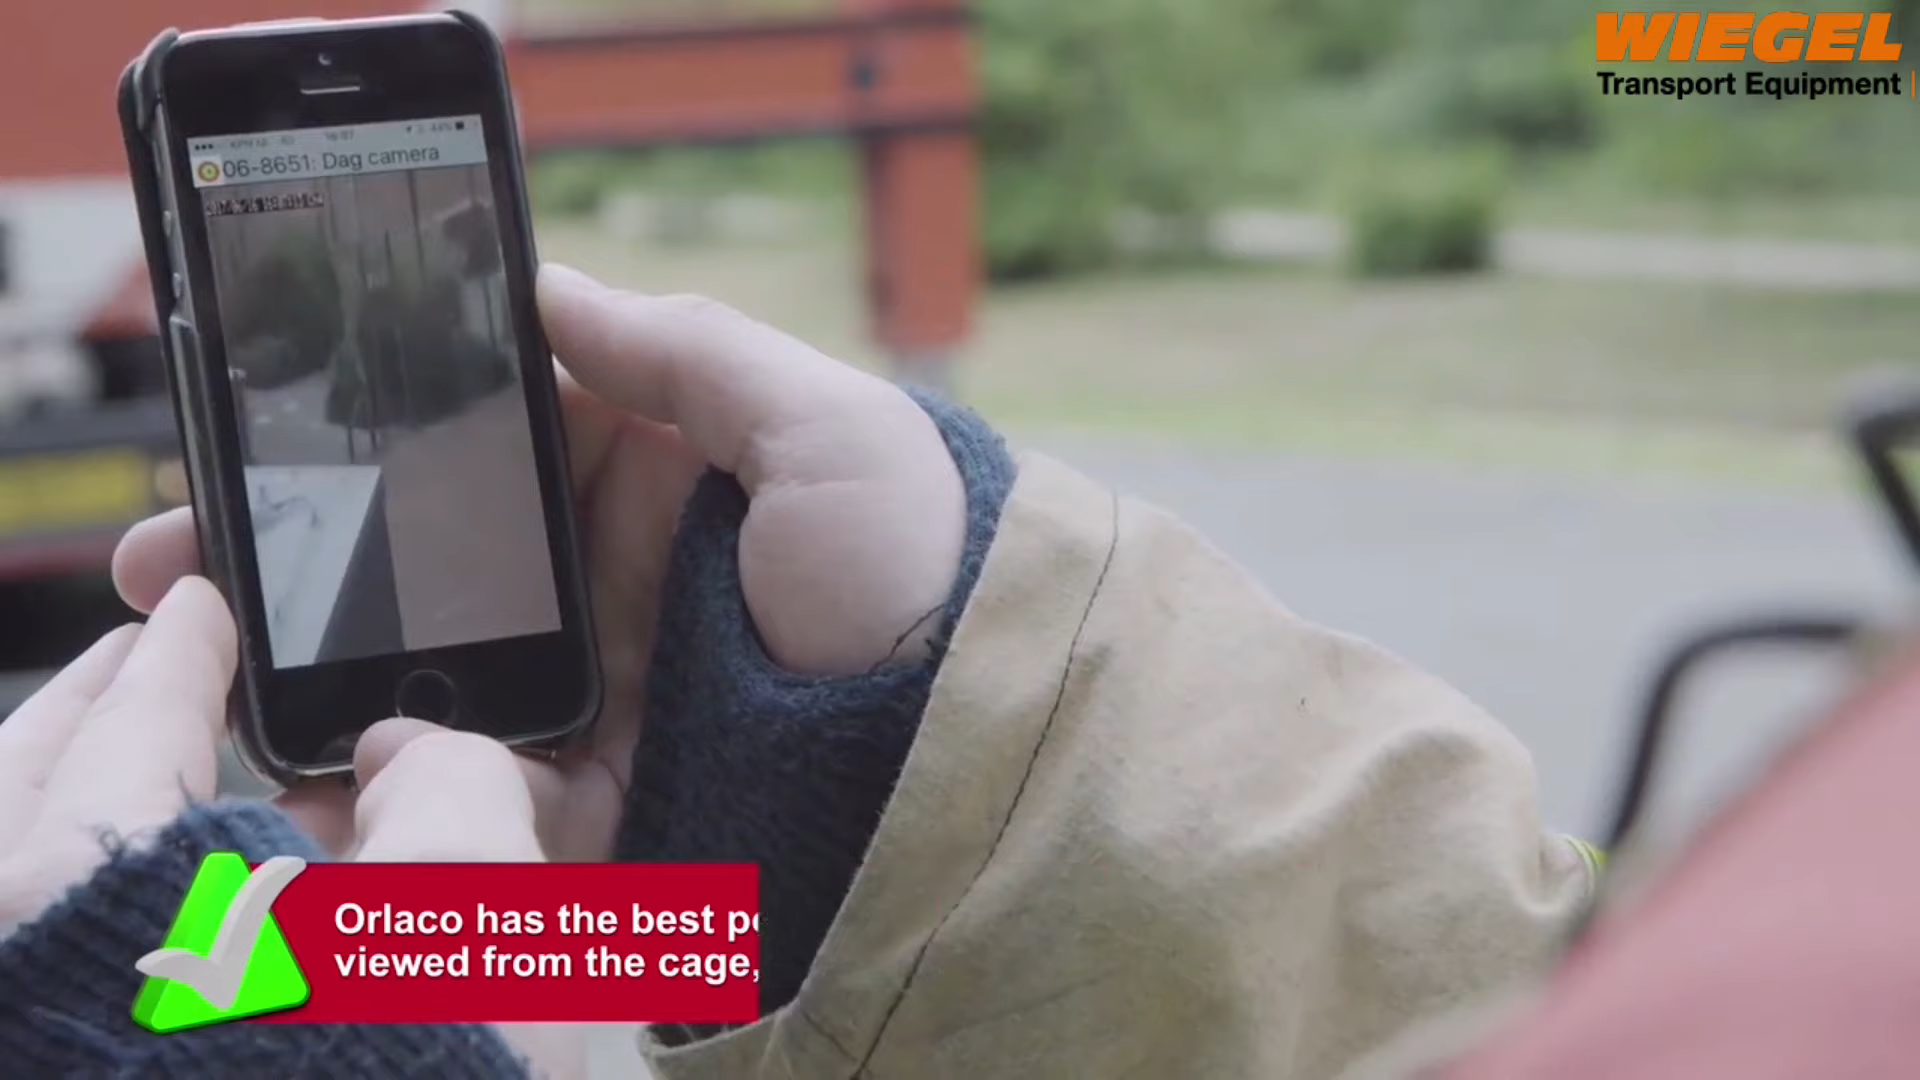 WIEGEL
Transport Equipment
06-8651: Dag camera
Orlaco has the best
viewed from the cage,